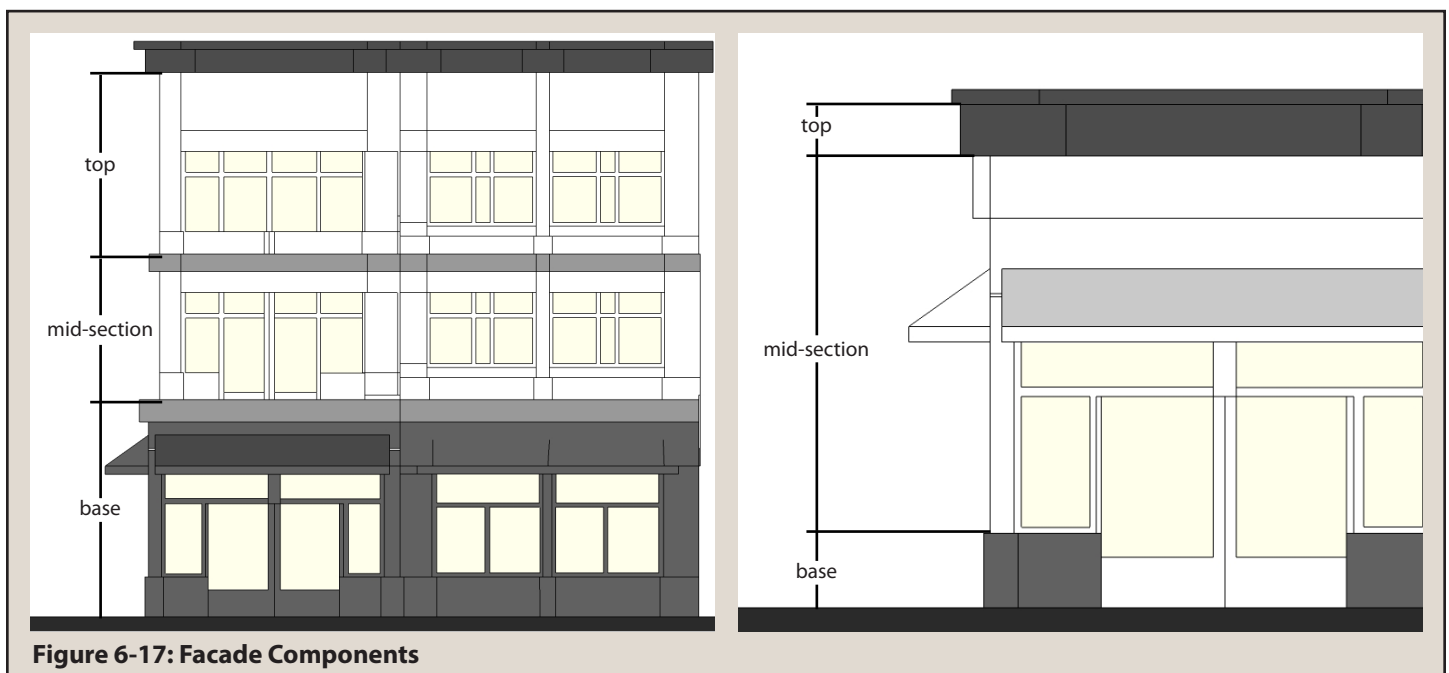 top
mid-section
base
top
mid-section
base
Figure 6-17: Facade Components